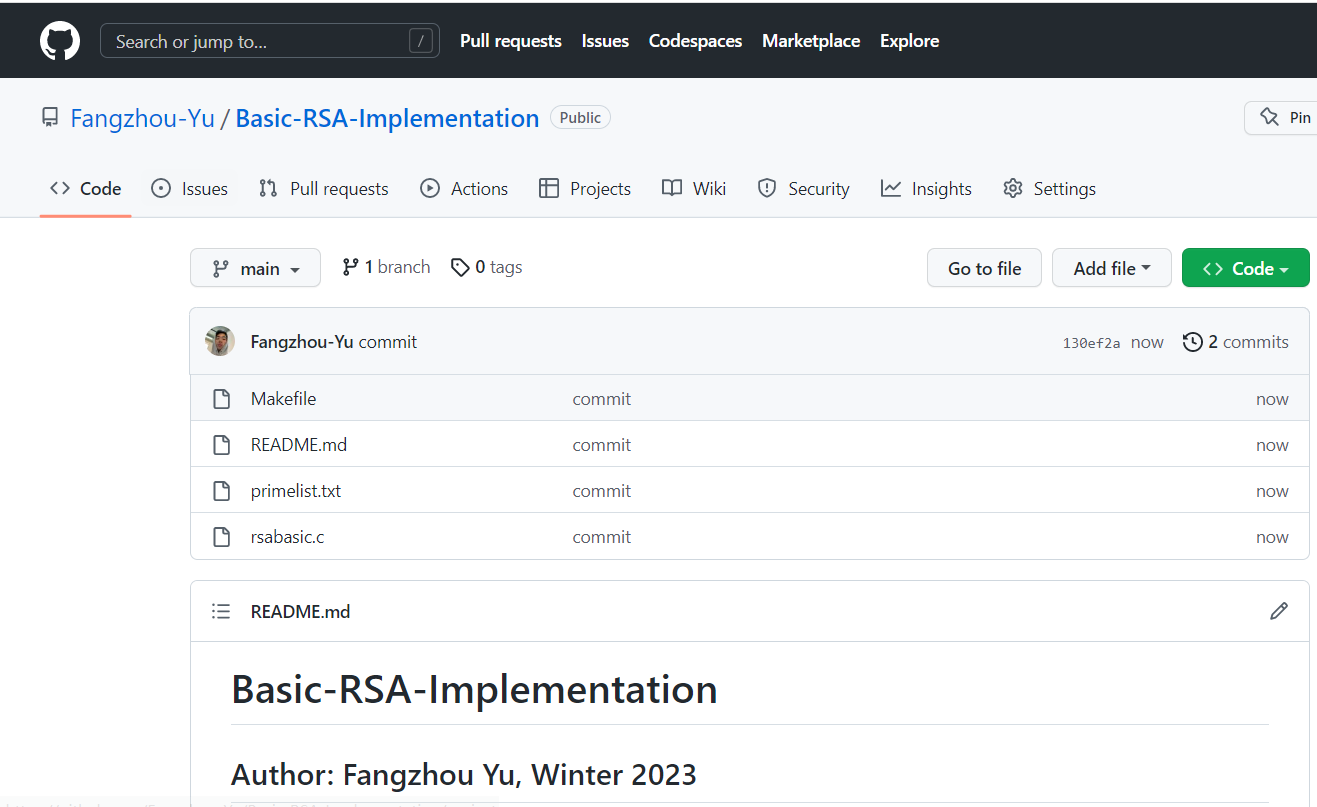 Search or jump to... /
Pull requests Issues Codespaces Marketplace Explore
Fangzhou-Yu / Basic-RSA-Implementation Public
Pin
Code Issues Pull requests Actions Projects Wiki Security Insights Settings
main 1 branch 0 tags Go to file Add file Code
Fangzhou-Yu commit 130ef2a now 2 commits
Makefile commit now
README.md commit now
primelist.txt commit now
rsabasic.c commit now
README.md
Basic-RSA-Implementation
Author: Fangzhou Yu, Winter 2023